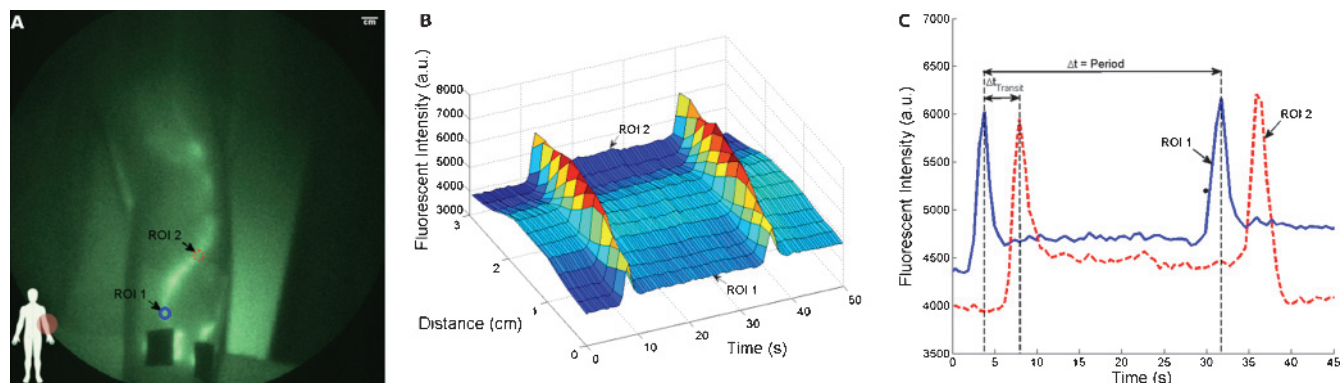 A
cm
ROI 2
ROI 1
B
Fluorescent Intensity (a.u.)
8000
7000
6000
5000
4000
3000
ROI 2
ROI 1
3
2
1
0
Distance (cm)
0
10
20
30
40
50
Time (s)
C
Fluorescent Intensity (a.u.)
7000
6500
6000
5500
5000
4500
4000
3500
Δt = Period
Δt Transit
ROI 1
ROI 2
0
5
10
15
20
25
30
35
40
45
Time (s)